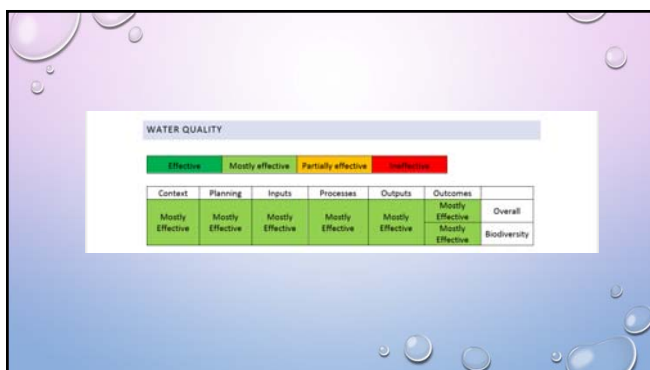 WATER QUALITY
Effective Mostly effective Partially effective Ineffective
Context Planning Inputs Processes Outputs Outcomes
Mostly Effective Mostly Effective Mostly Effective Mostly Effective Mostly Effective Mostly Effective Overall
Mostly Effective Biodiversity